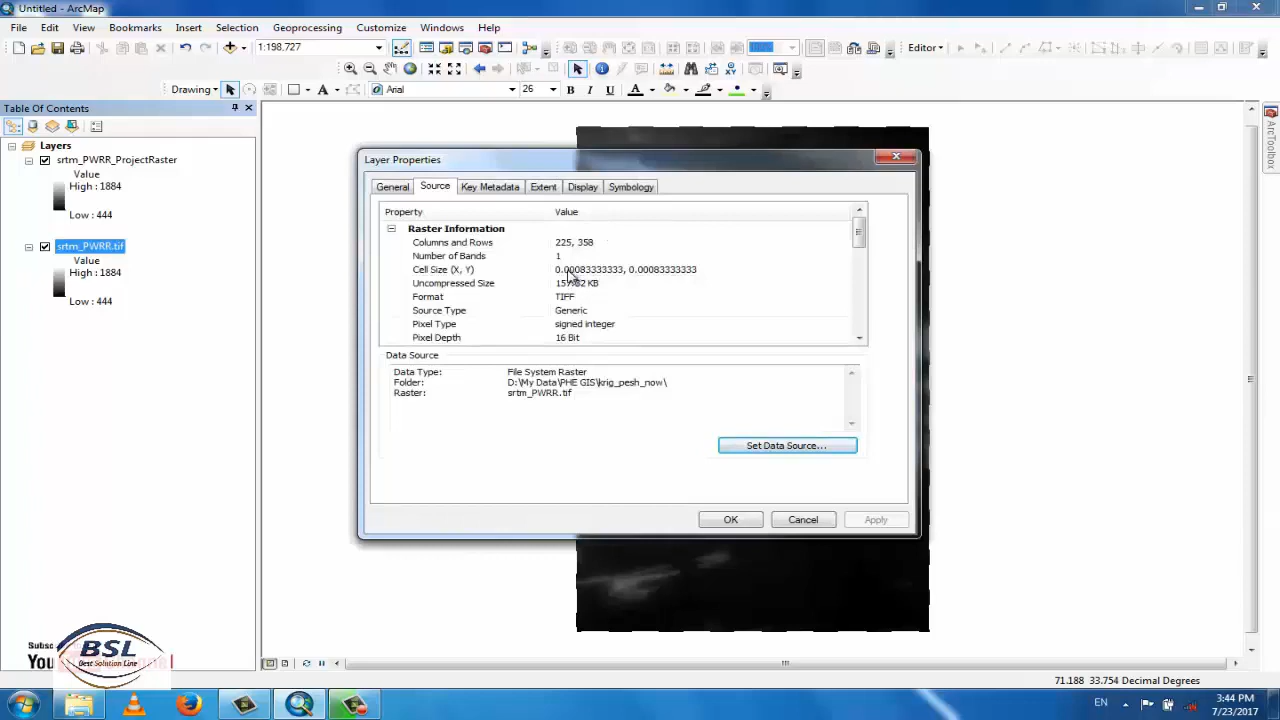 Untitled - ArcMap
File Edit View Bookmarks Insert Selection Geoprocessing Customize Windows Help
1:198,727
Editor
Drawing A Arial 26 B I U A
Table Of Contents
Layers
srtm_PWRR_ProjectRaster
Value
High : 1884
Low : 444
srtm_PWRR.tif
Value
High : 1884
Low : 444
Layer Properties
General Source Key Metadata Extent Display Symbology
Property Value
Raster Information
Columns and Rows 225, 358
Number of Bands 1
Cell Size (X, Y) 0.00083333333, 0.00083333333
Uncompressed Size KB
Format TIFF
Source Type Generic
Pixel Type signed integer
Pixel Depth 16 Bit
Data Source
Data Type: File System Raster
Folder: D:\My Data\PHE GIS\krig_pesh_now\
Raster: srtm_PWRR.tif
Set Data Source...
OK Cancel Apply
ArcToolbox
BSL
Best Solution Line
71.188 33.754 Decimal Degrees
EN
3:44 PM
7/23/2017